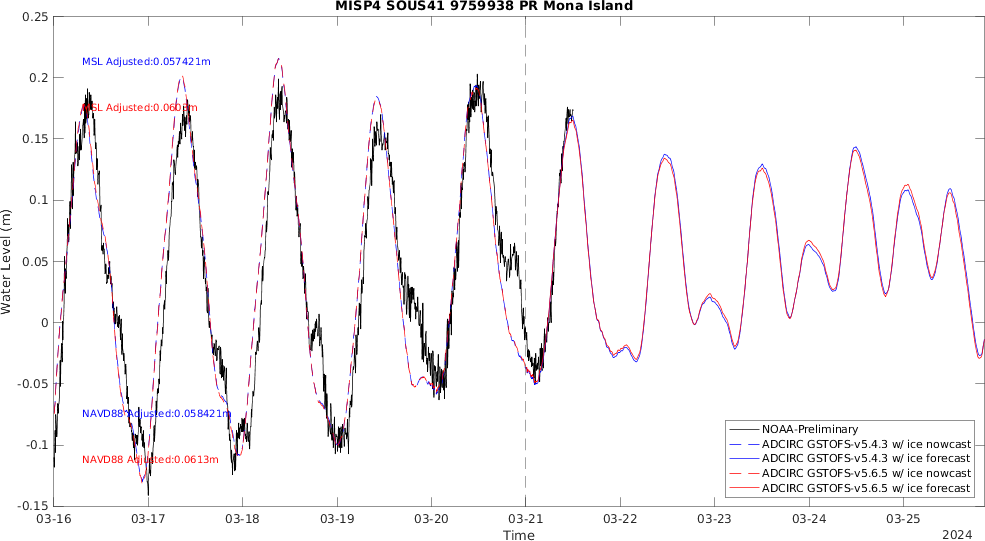 MISP4 SOUS41 9759938 PR Mona Island
0.25
0.2
0.15
0.1
0.05
0
-0.05
-0.1
-0.15
Water Level (m)
MSL Adjusted:0.057421m
MSL Adjusted:0.0603m
NAVD88 Adjusted:0.058421m
NAVD88 Adjusted:0.0613m
NOAA-Preliminary
ADCIRC GSTOFS-v5.4.3 w/ ice nowcast
ADCIRC GSTOFS-v5.4.3 w/ ice forecast
ADCIRC GSTOFS-v5.6.5 w/ ice nowcast
ADCIRC GSTOFS-v5.6.5 w/ ice forecast
03-16 03-17 03-18 03-19 03-20 03-21 03-22 03-23 03-24 03-25
Time
2024